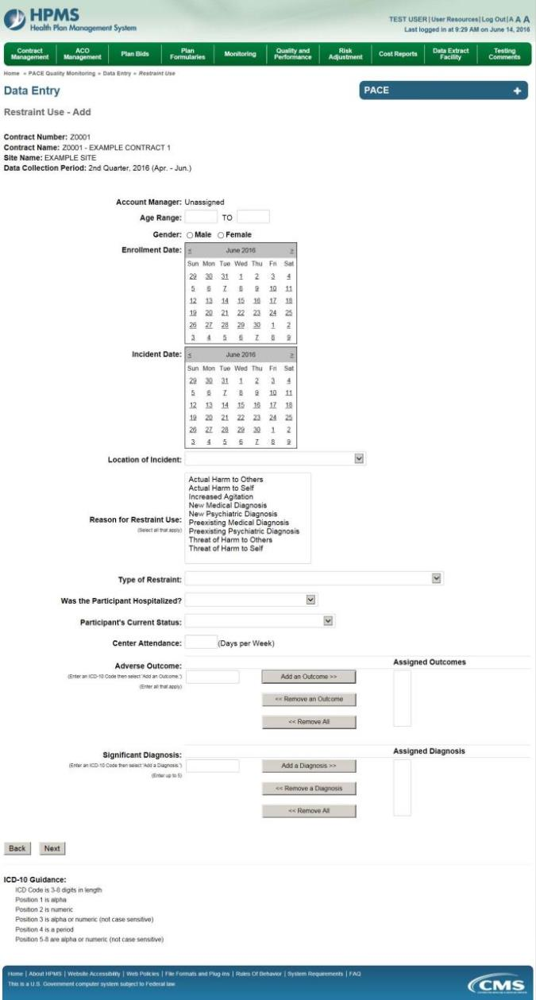 HPMS
Health Plan Management System
TEST USER | User Resources | Log Out | A A A
Last logged in at 9:29 AM on June 14, 2016
Contract Management ACO Management Plan Bids Plan Formularies Monitoring Quality and Performance Risk Adjustment Cost Reports Data Extract Facility Testing Comments
Home » PACE Quality Monitoring » Data Entry » Restraint Use
Data Entry
PACE +
Restraint Use - Add
Contract Number: Z0001
Contract Name: Z0001 - EXAMPLE CONTRACT 1
Site Name: EXAMPLE SITE
Data Collection Period: 2nd Quarter, 2016 (Apr. - Jun.)
Account Manager: Unassigned
Age Range: TO
Gender: Male Female
Enrollment Date: < June 2016 >
Sun Mon Tue Wed Thu Fri Sat
29 30 31 1 2 3 4
5 6 7 8 9 10 11
12 13 14 15 16 17 18
19 20 21 22 23 24 25
26 27 28 29 30 1 2
3 4 5 6 7 8 9
Incident Date: < June 2016 >
Sun Mon Tue Wed Thu Fri Sat
29 30 31 1 2 3 4
5 6 7 8 9 10 11
12 13 14 15 16 17 18
19 20 21 22 23 24 25
26 27 28 29 30 1 2
3 4 5 6 7 8 9
Location of Incident:
Actual Harm to Others
Actual Harm to Self
Increased Agitation
New Medical Diagnosis
New Psychiatric Diagnosis
Reason for Restraint Use:
(Select all that apply)
Preexisting Medical Diagnosis
Preexisting Psychiatric Diagnosis
Threat of Harm to Others
Threat of Harm to Self
Type of Restraint:
Was the Participant Hospitalized?
Participant's Current Status:
Center Attendance: (Days per Week)
Adverse Outcome: Assigned Outcomes
(Enter an ICD-10 Code then select 'Add an Outcome.') Add an Outcome >>
(Enter all that apply)
<< Remove an Outcome
<< Remove All
Significant Diagnosis: Assigned Diagnosis
(Enter an ICD-10 Code then select 'Add a Diagnosis.') Add a Diagnosis >>
(Enter up to 5)
<< Remove a Diagnosis
<< Remove All
Back Next
ICD-10 Guidance:
ICD Code is 3-8 digits in length
Position 1 is alpha
Position 2 is numeric
Position 3 is alpha or numeric (not case sensitive)
Position 4 is a period
Position 5-8 are alpha or numeric (not case sensitive)
Home | About HPMS | Website Accessibility | Web Policies | File Formats and Plug-Ins | Rules Of Behavior | System Requirements | FAQ
This is a U.S. Government computer system subject to Federal law
CMS